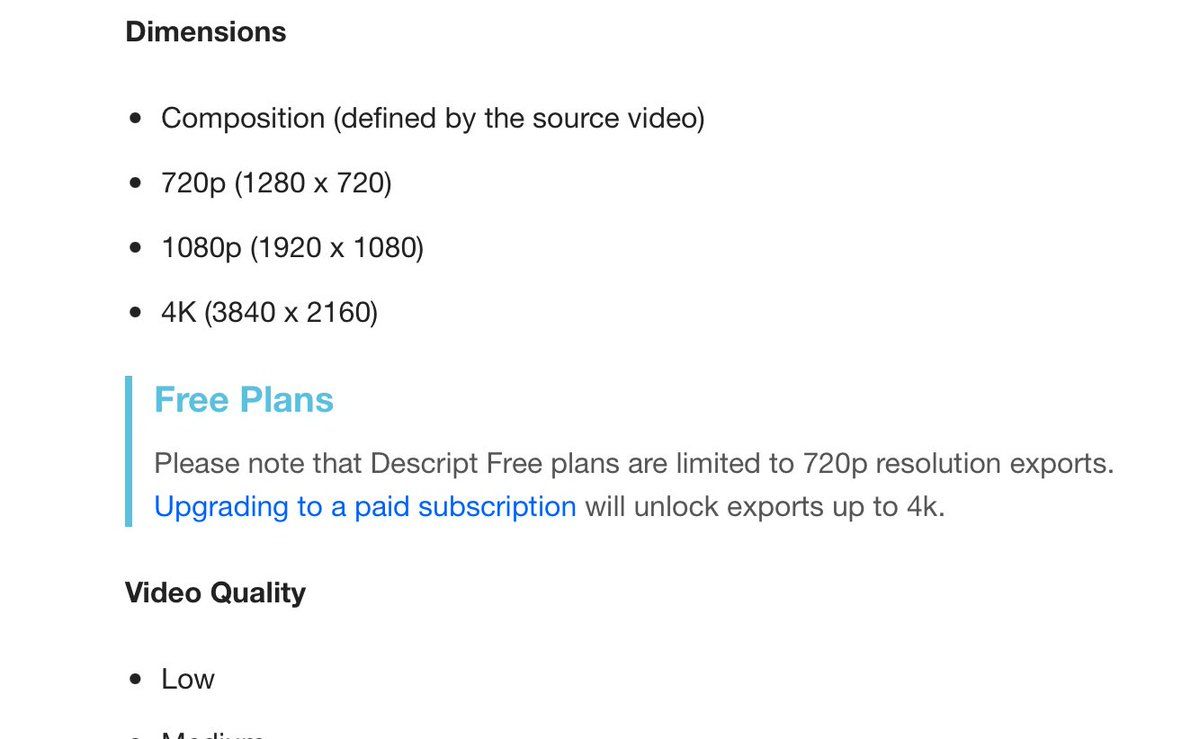 Dimensions
Composition (defined by the source video)
720p (1280 x 720)
1080p (1920 x 1080)
4K (3840 x 2160)
Free Plans
Please note that Descript Free plans are limited to 720p resolution exports.
Upgrading to a paid subscription will unlock exports up to 4k.
Video Quality
Low
Medium